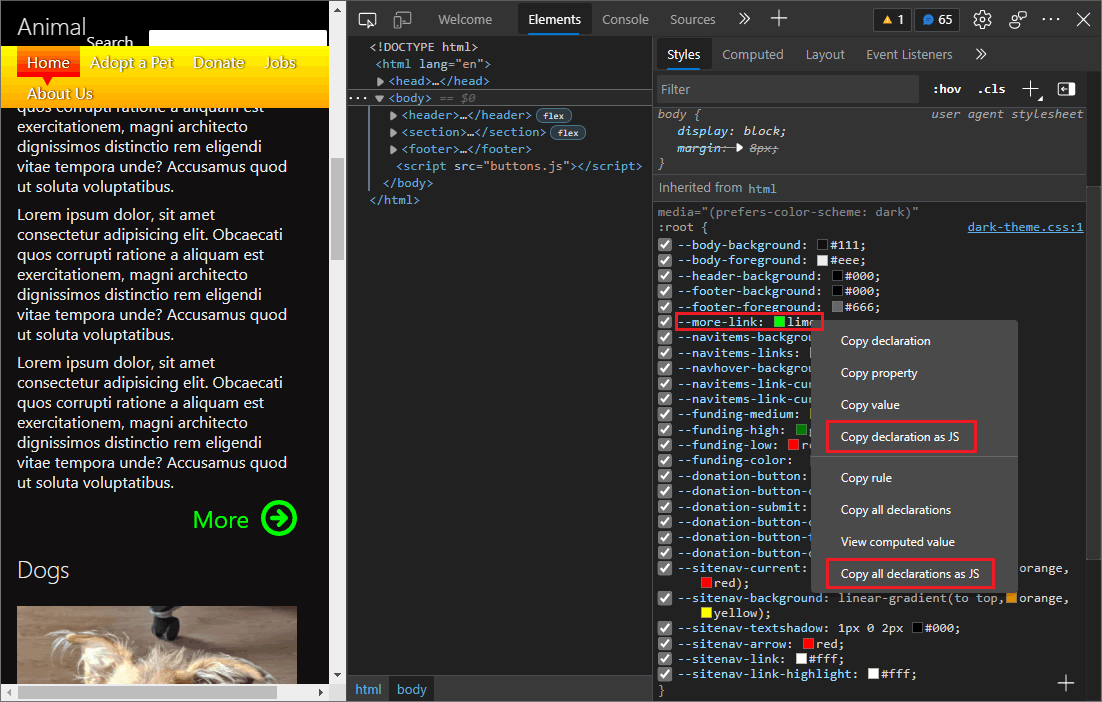 Animal
Search
Home Adopt a Pet Donate Jobs
About Us
quos corrupti ratione a aliquam est
exercitationem, magni architecto
dignissimos distinctio rem eligendi
vitae tempora unde? Accusamus quod
ut soluta voluptatibus.
Lorem ipsum dolor, sit amet
consectetur adipisicing elit. Obcaecati
quos corrupti ratione a aliquam est
exercitationem, magni architecto
dignissimos distinctio rem eligendi
vitae tempora unde? Accusamus quod
ut soluta voluptatibus.
Lorem ipsum dolor, sit amet
consectetur adipisicing elit. Obcaecati
quos corrupti ratione a aliquam est
exercitationem, magni architecto
dignissimos distinctio rem eligendi
vitae tempora unde? Accusamus quod
ut soluta voluptatibus.
More
Dogs
Welcome Elements Console Sources 1 65
<!DOCTYPE html>
<html lang="en">
<head>…</head>
<body> == $0
<header>…</header> flex
<section>…</section> flex
<footer>…</footer>
<script src="buttons.js"></script>
</body>
</html>
html body
Styles Computed Layout Event Listeners
Filter :hov .cls
body { user agent stylesheet
display: block;
margin: 8px;
}
Inherited from html
media="(prefers-color-scheme: dark)"
:root { dark-theme.css:1
--body-background: #111;
--body-foreground: #eee;
--header-background: #000;
--footer-background: #000;
--footer-foreground: #666;
--more-link: lime
--navitems-backgrou
--navitems-links:
--navhover-backgrou
--navitems-link-cur
--navitems-link-cur
--funding-medium:
--funding-high: g
--funding-low: re
--funding-color:
--donation-button:
--donation-button-c
--donation-submit:
--donation-button-c
--donation-button-
--donation-button-c
--sitenav-current: orange,
red);
--sitenav-background: linear-gradient(to top, orange,
yellow);
--sitenav-textshadow: 1px 0 2px #000;
--sitenav-arrow: red;
--sitenav-link: #fff;
--sitenav-link-highlight: #fff;
}
Copy declaration
Copy property
Copy value
Copy declaration as JS
Copy rule
Copy all declarations
View computed value
Copy all declarations as JS